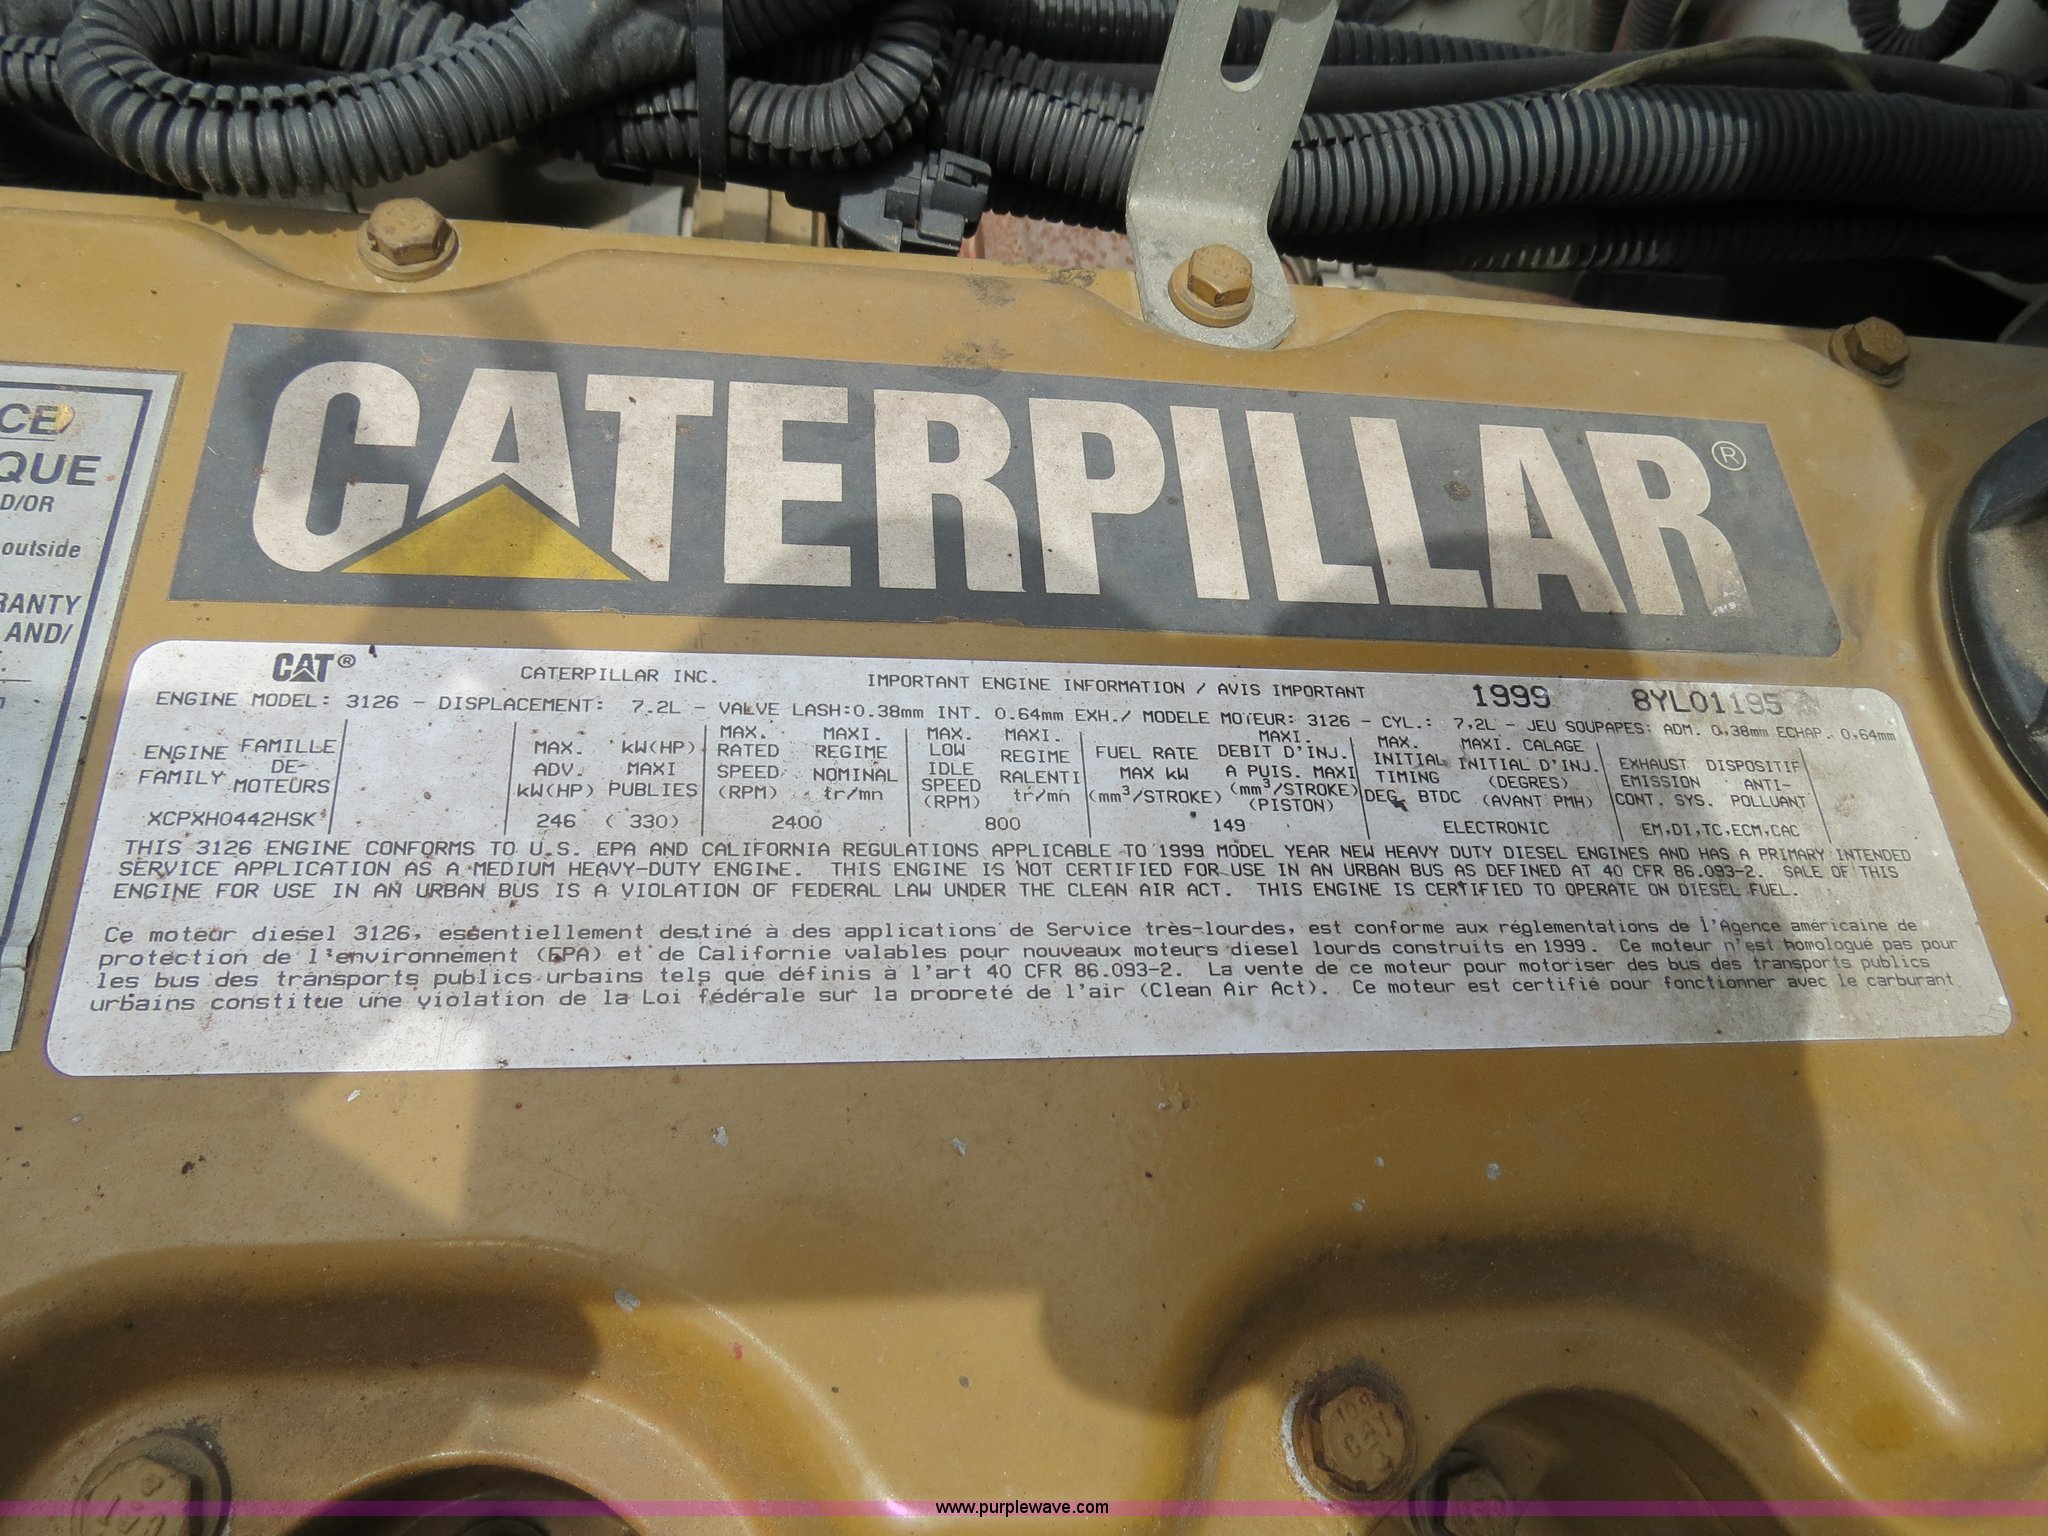 CE
QUE
D/OR
outside
RANTY
AND/
CATERPILLAR®
CAT® CATERPILLAR INC. IMPORTANT ENGINE INFORMATION / AVIS IMPORTANT 1999 8YL01195
ENGINE MODEL: 3126 - DISPLACEMENT: 7.2L - VALVE LASH:0.38mm INT. 0.64mm EXH./ MODELE MOTEUR: 3126 - CYL.: 7,2L - JEU SOUPAPES: ADM. 0,38mm ECHAP. 0,64mm
ENGINE FAMILY
FAMILLE DE MOTEURS
XCPXH0442HSK
MAX. ADV. kW(HP)
kW(HP) MAXI PUBLIES
246 ( 330)
MAX. RATED SPEED (RPM)
MAXI. REGIME NOMINAL tr/mn
2400
MAX. LOW IDLE SPEED (RPM)
MAXI. REGIME RALENTI tr/mn
800
FUEL RATE MAX kW (mm³/STROKE)
MAXI. DEBIT D'INJ. A PUIS. MAXI (mm³/STROKE) (PISTON)
149
MAX. INITIAL TIMING DEG. BTDC
MAXI. CALAGE INITIAL D'INJ. (DEGRES) (AVANT PMH)
ELECTRONIC
EXHAUST EMISSION CONT. SYS.
DISPOSITIF ANTI- POLLUANT
EM,DI,TC,ECM,CAC
THIS 3126 ENGINE CONFORMS TO U.S. EPA AND CALIFORNIA REGULATIONS APPLICABLE TO 1999 MODEL YEAR NEW HEAVY DUTY DIESEL ENGINES AND HAS A PRIMARY INTENDED
SERVICE APPLICATION AS A MEDIUM HEAVY-DUTY ENGINE. THIS ENGINE IS NOT CERTIFIED FOR USE IN AN URBAN BUS AS DEFINED AT 40 CFR 86.093-2. SALE OF THIS
ENGINE FOR USE IN AN URBAN BUS IS A VIOLATION OF FEDERAL LAW UNDER THE CLEAN AIR ACT. THIS ENGINE IS CERTIFIED TO OPERATE ON DIESEL FUEL.
Ce moteur diesel 3126, essentiellement destiné à des applications de Service très-lourdes, est conforme aux réglementations de l'Agence américaine de
protection de l'environnement (EPA) et de Californie valables pour nouveaux moteurs diesel lourds construits en 1999. Ce moteur n'est homologué pas pour
les bus des transports publics urbains tels que définis à l'art 40 CFR 86.093-2. La vente de ce moteur pour motoriser des bus des transports publics
urbains constitue une violation de la Loi fédérale sur la propreté de l'air (Clean Air Act). Ce moteur est certifié pour fonctionner avec le carburant
www.purplewave.com